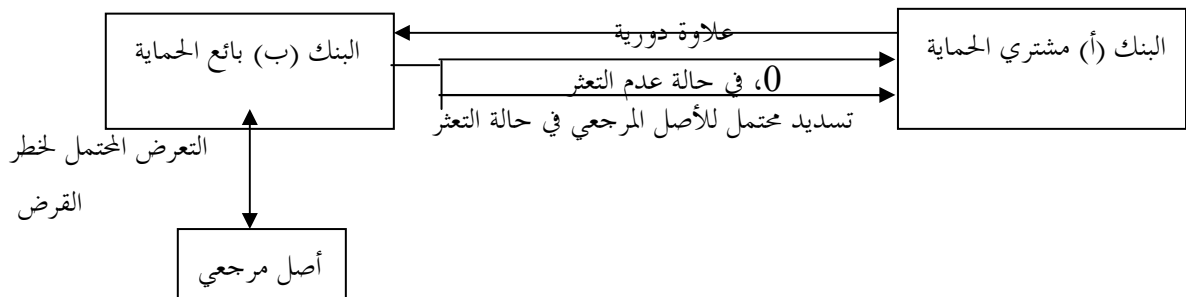 البنك (أ) مشتري الحماية
علاوة دورية
البنك (ب) بائع الحماية
0، في حالة عدم التعثر
تسديد محتمل للأصل المرجعي في حالة التعثر
التعرض المحتمل لخطر
القرض
أصل مرجعي